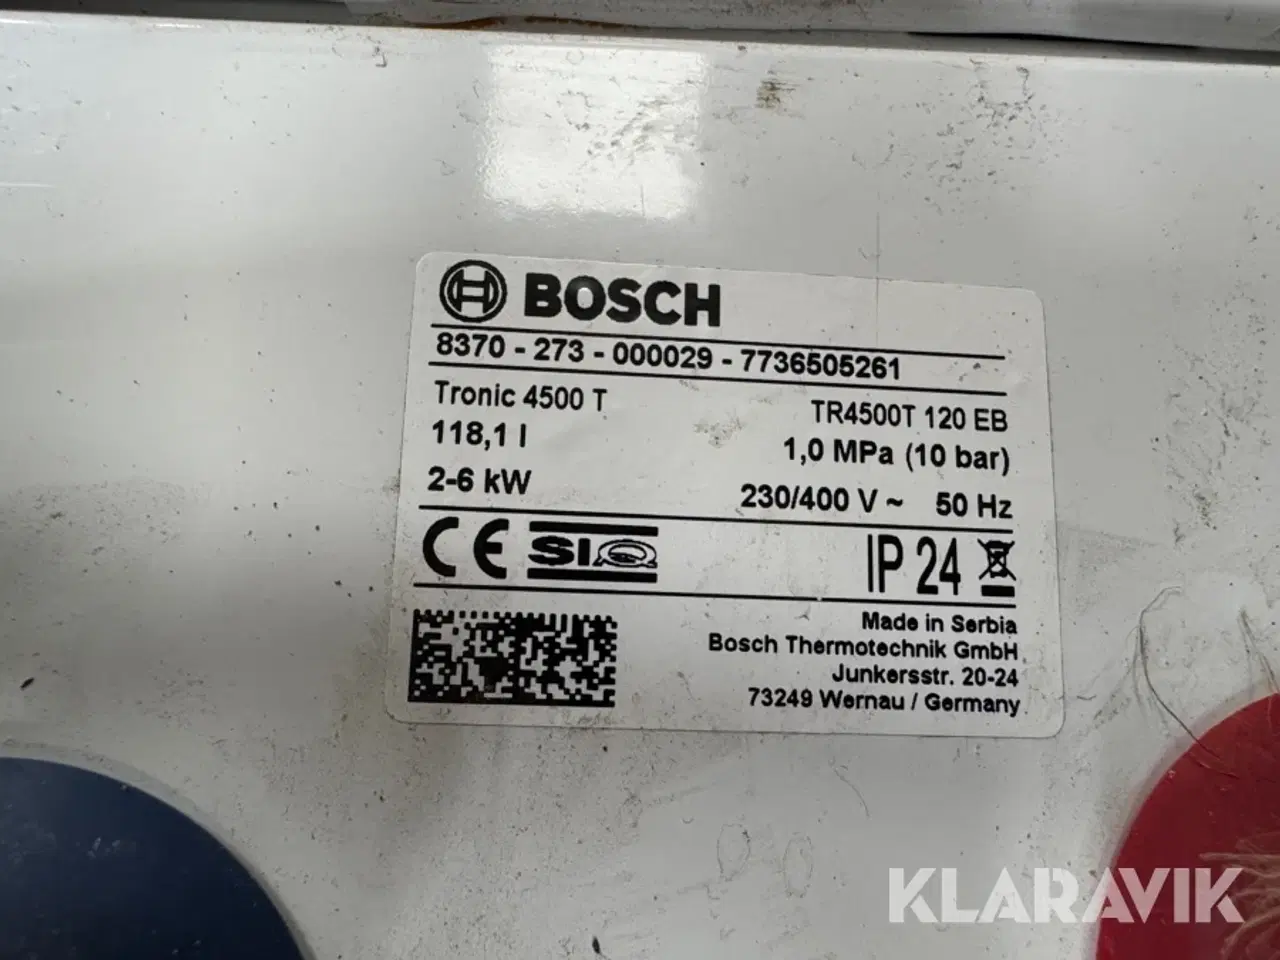 BOSCH
8370 - 273 - 000029 - 7736505261
Tronic 4500 T TR4500T 120 EB
118,1 l 1,0 MPa (10 bar)
2-6 kW 230/400 V ~ 50 Hz
CE SIQ IP 24
Made in Serbia
Bosch Thermotechnik GmbH
Junkersstr. 20-24
73249 Wernau / Germany
KLARAVIK